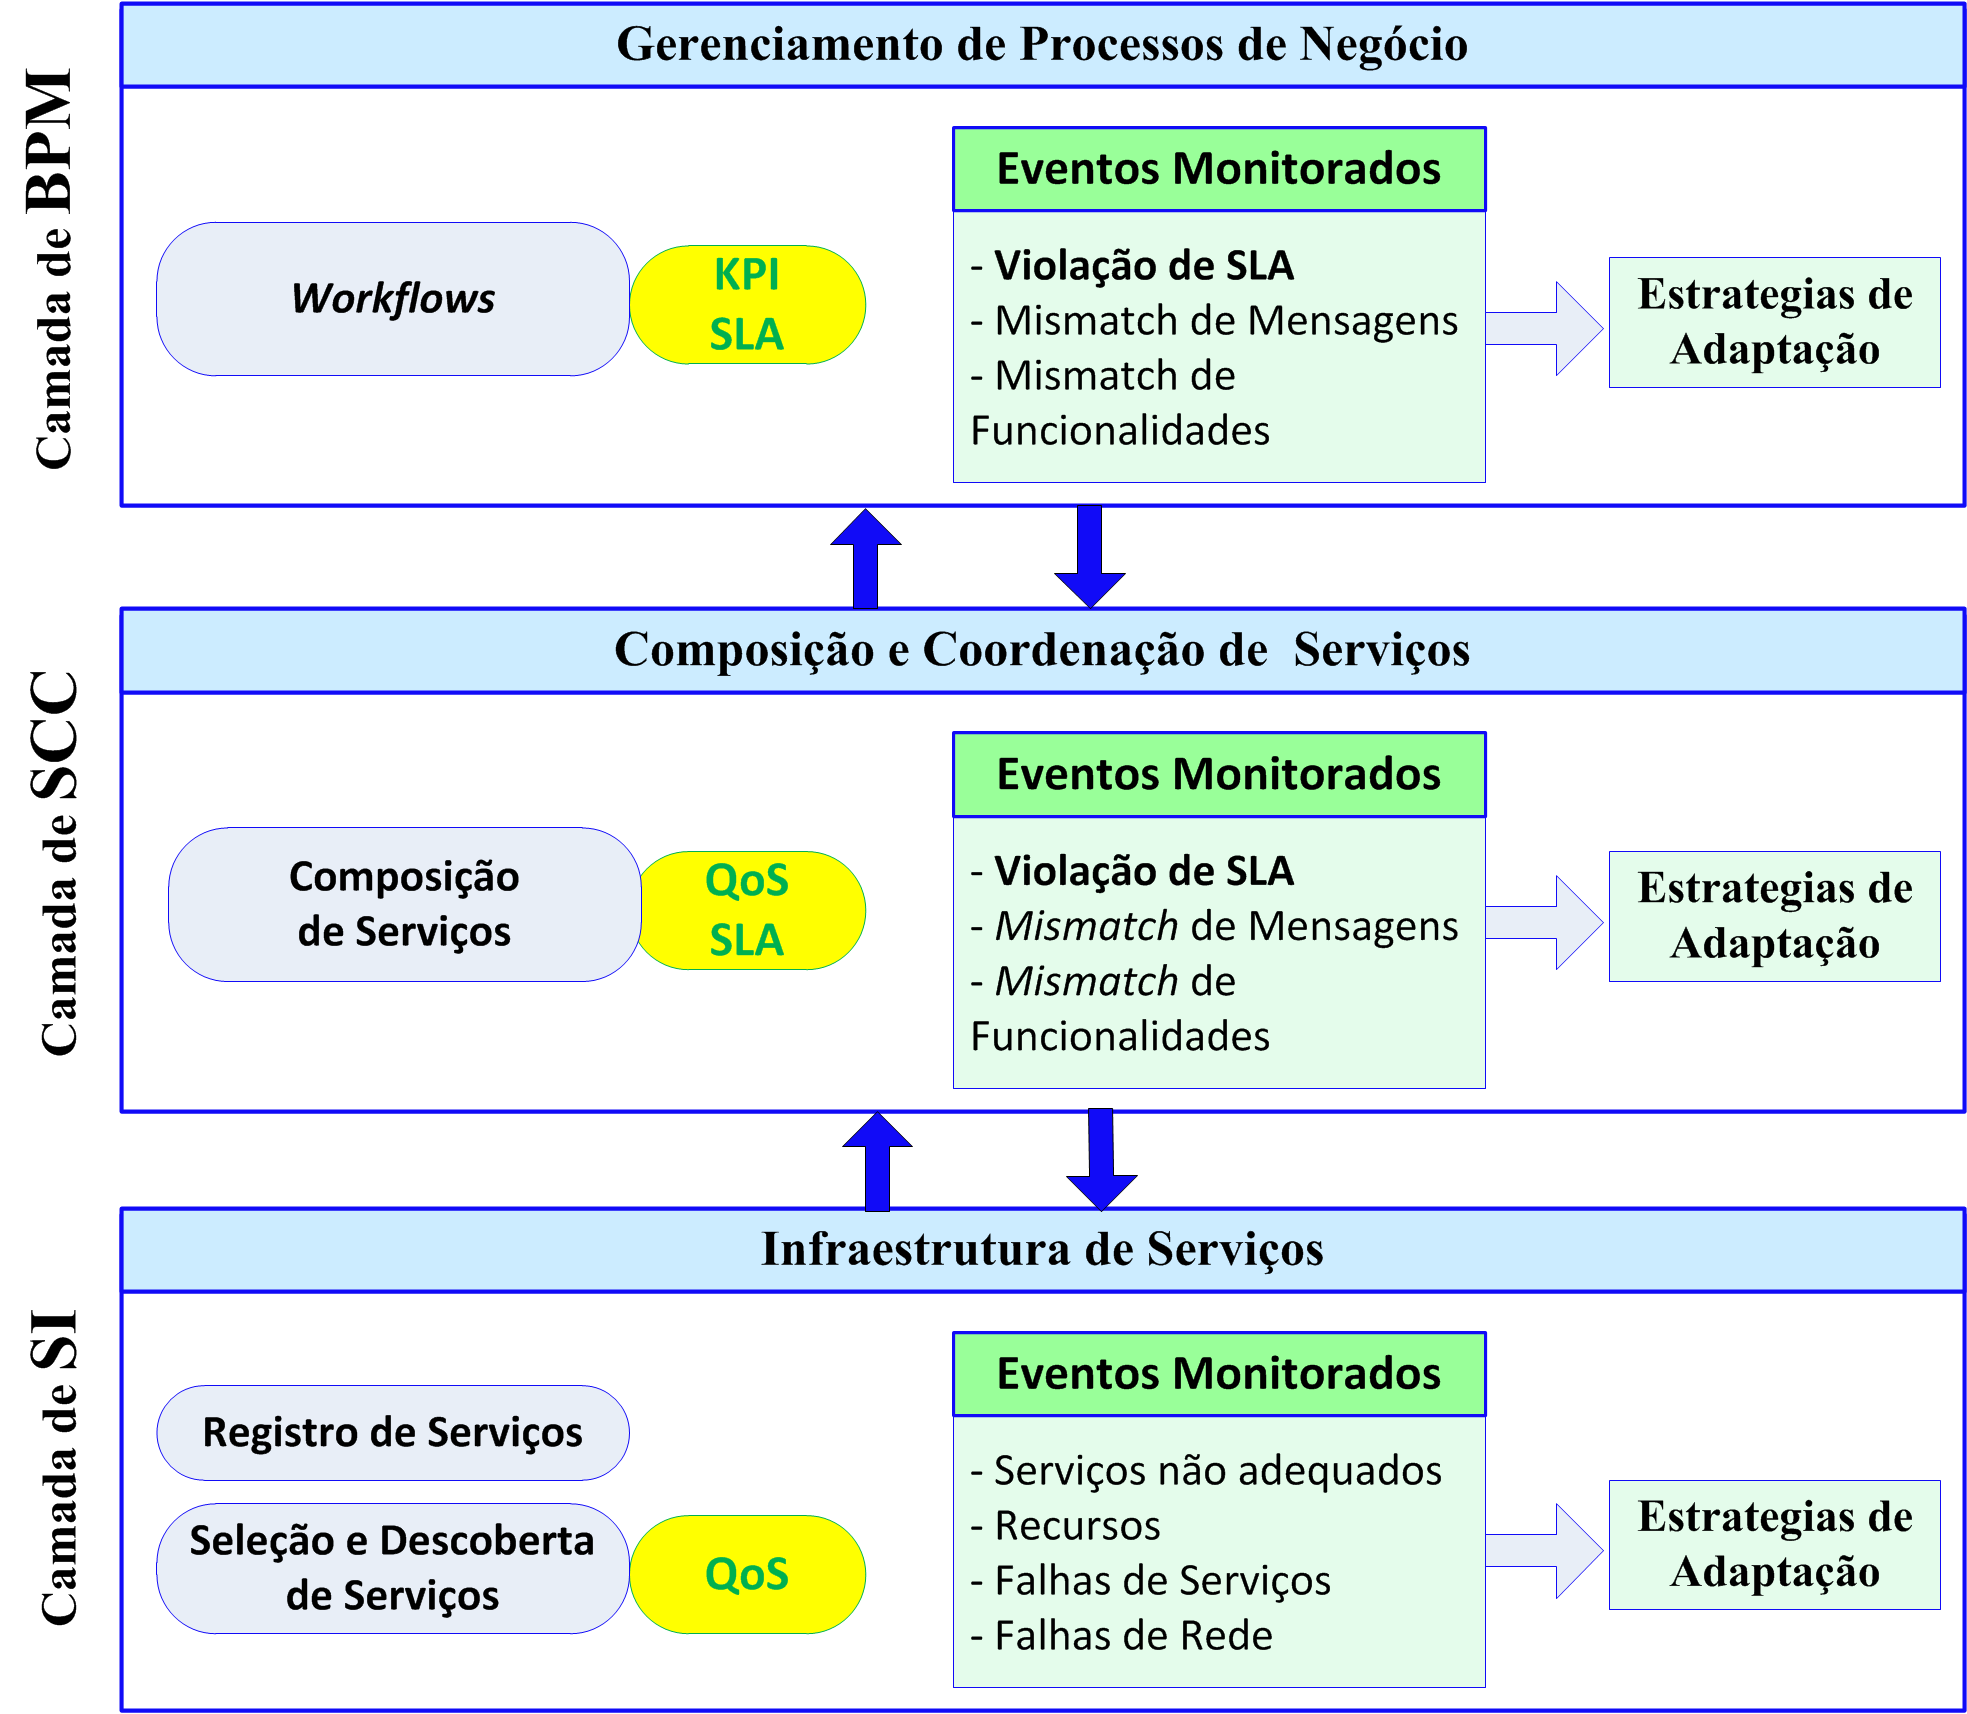 Camada de BPM
Gerenciamento de Processos de Negócio
Workflows
KPI
SLA
Eventos Monitorados
- Violação de SLA
- Mismatch de Mensagens
- Mismatch de
Funcionalidades
Estrategias de
Adaptação
Camada de SCC
Composição e Coordenação de  Serviços
Composição
de Serviços
QoS
SLA
Eventos Monitorados
- Violação de SLA
- Mismatch de Mensagens
- Mismatch de
Funcionalidades
Estrategias de
Adaptação
Camada de SI
Infraestrutura de Serviços
Registro de Serviços
Seleção e Descoberta
de Serviços
QoS
Eventos Monitorados
- Serviços não adequados
- Recursos
- Falhas de Serviços
- Falhas de Rede
Estrategias de
Adaptação